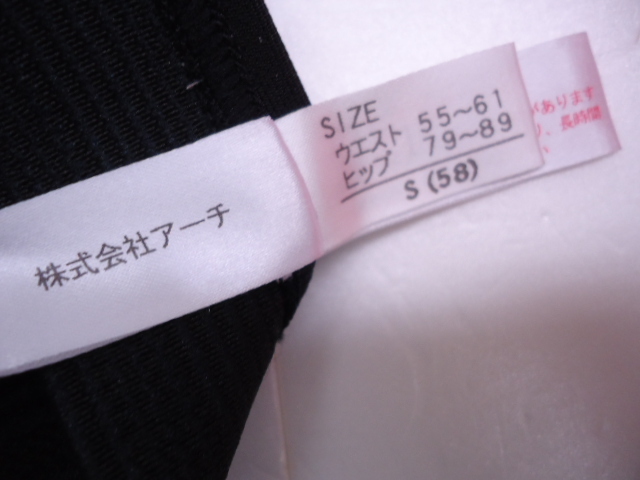 株式会社アーチ
SIZE
ウエスト 55～61
ヒップ 79～89
S (58)
あります
り、長時間
い